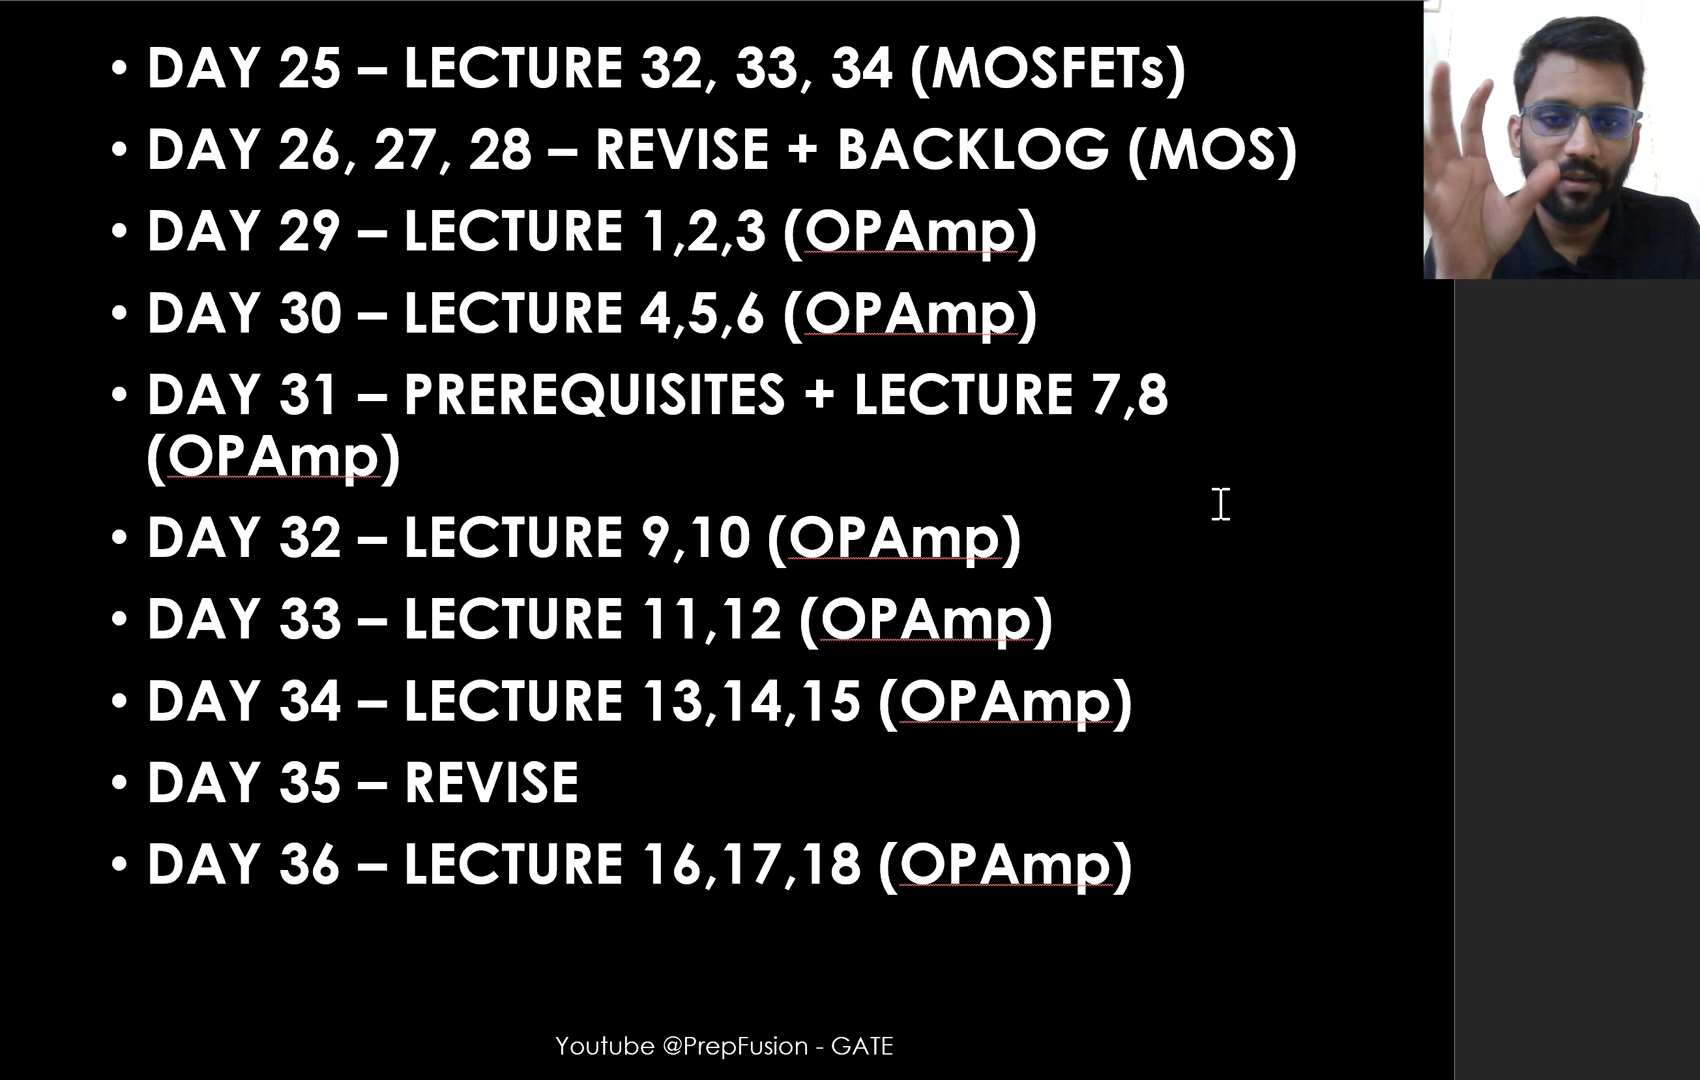 • DAY 25 – LECTURE 32, 33, 34 (MOSFETs)
• DAY 26, 27, 28 – REVISE + BACKLOG (MOS)
• DAY 29 – LECTURE 1,2,3 (OPAmp)
• DAY 30 – LECTURE 4,5,6 (OPAmp)
• DAY 31 – PREREQUISITES + LECTURE 7,8
(OPAmp)
• DAY 32 – LECTURE 9,10 (OPAmp)
• DAY 33 – LECTURE 11,12 (OPAmp)
• DAY 34 – LECTURE 13,14,15 (OPAmp)
• DAY 35 – REVISE
• DAY 36 – LECTURE 16,17,18 (OPAmp)
Youtube @PrepFusion - GATE